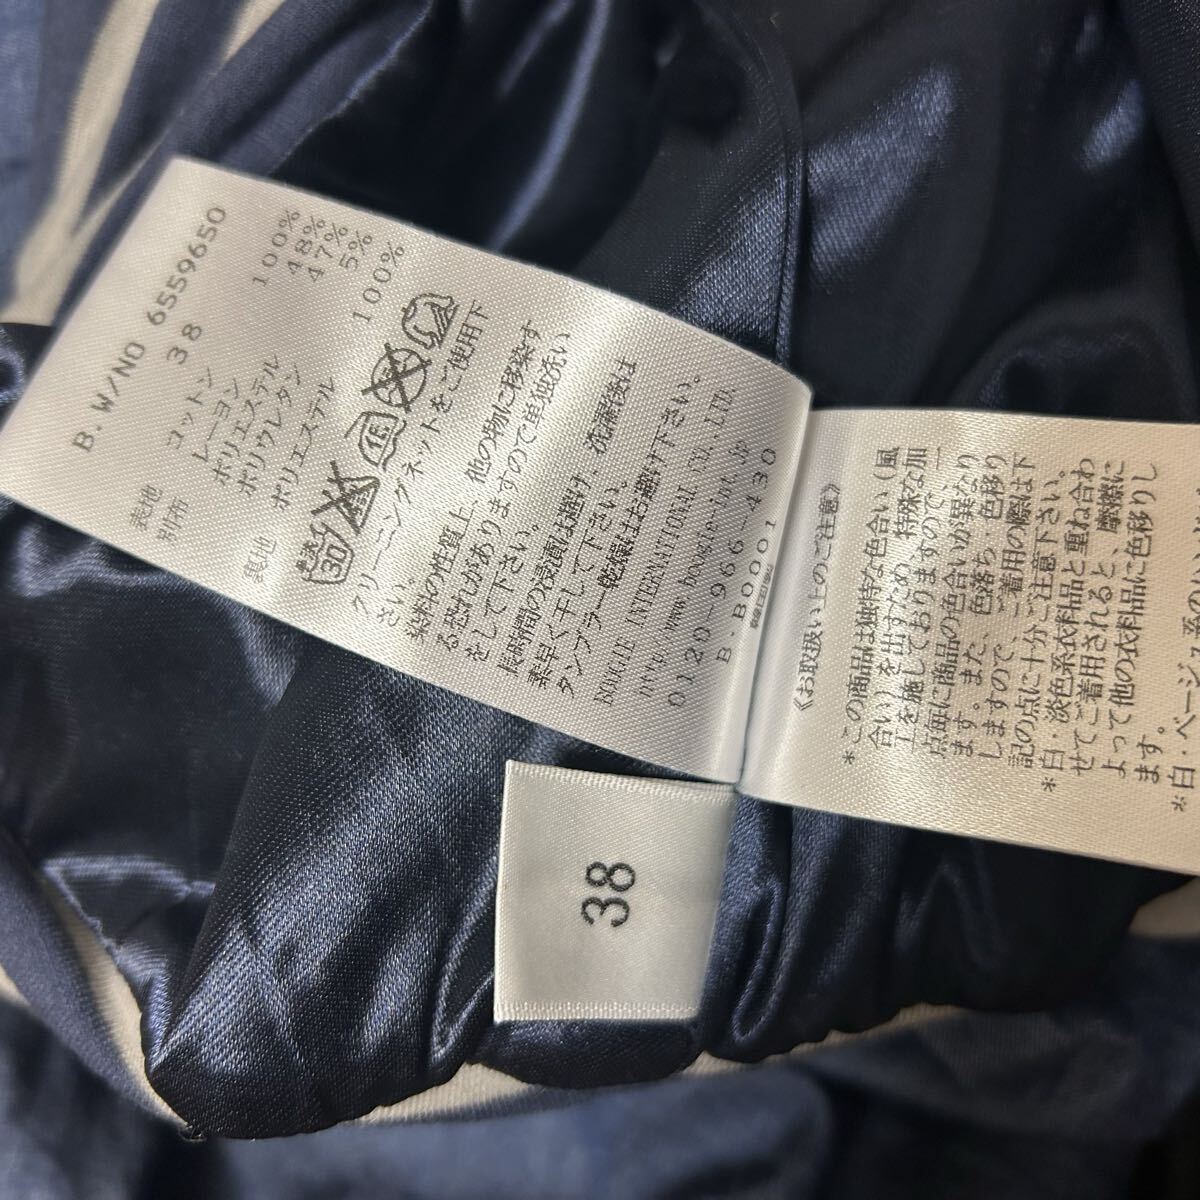 B.W/NO 6559650
38
表地 コットン 100%
別布 レーヨン 48%
ポリエステル 47%
ポリウレタン 5%
裏地 ポリエステル 100%
30
クリーニングネットをご使用下
さい。
染料の性質上、他の物に移染す
る恐れがありますので単独洗い
をして下さい。
長時間の浸漬は避け、洗濯後は
素早く干して下さい。
タンブラー乾燥はお避け下さい。
BOUGIE INTERNATIONAL CO.,LTD.
0120-966-430
B.B0001
《お取扱い上のご注意》
*この商品は独特な色合い(風
合い)を出すため、特殊な加
工を施しておりますので、一
点毎に商品の色合いが異なり
ます。また、色落ち・色移り
しますので、ご着用の際は下
記の点に十分ご注意下さい。
*白・淡色系衣料品と重ね合わ
せてご着用されると、摩擦に
よって他の衣料品に色移りし
ます。
*白・ベージュ系の
38